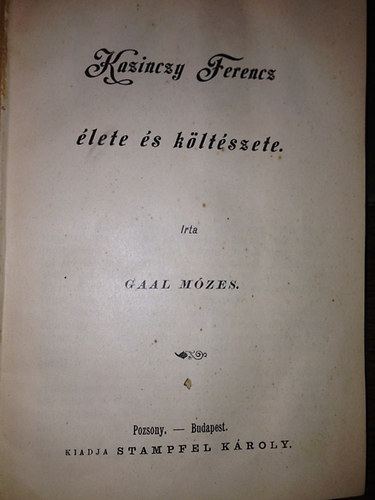 Kazinczy Ferencz
élete és költészete.
Irta
GAAL MÓZES.
Pozsony. — Budapest.
KIADJA STAMPFEL KÁROLY.